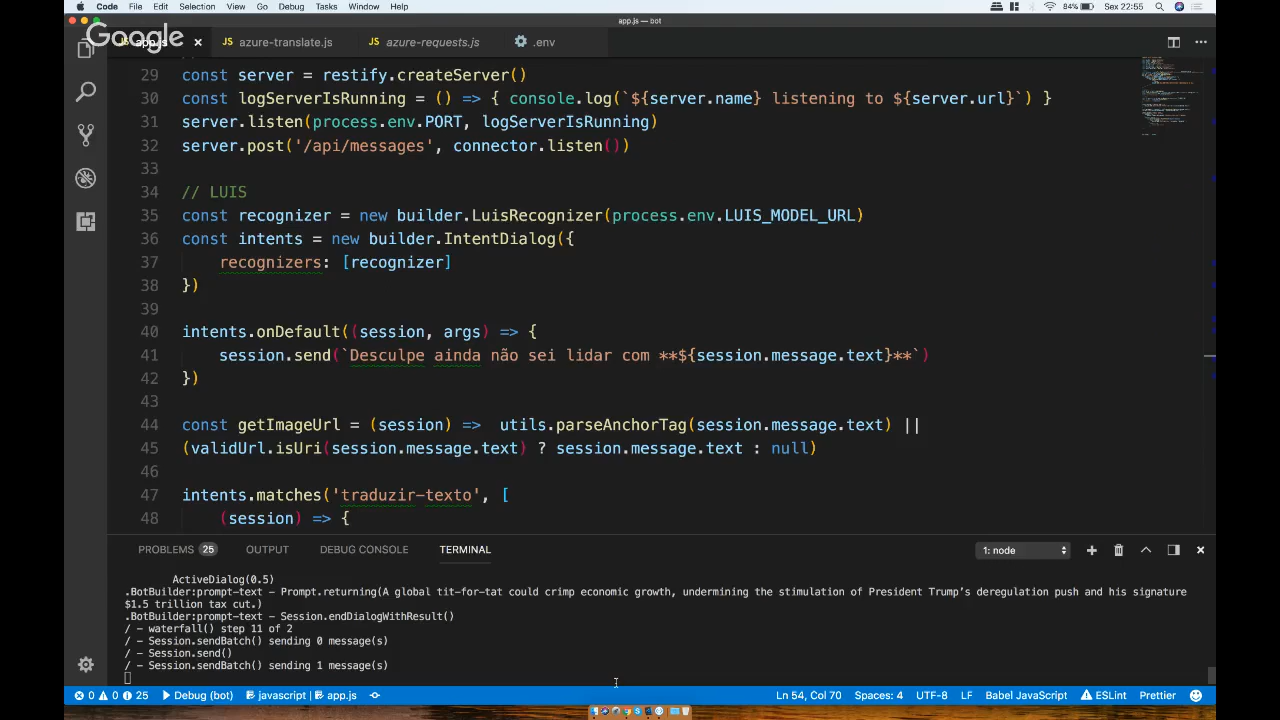 Code File Edit Selection View Go Debug Tasks Window Help 84% Sex 22:55
app.js — bot
Google
app.js azure-translate.js JS azure-requests.js .env
29 const server = restify.createServer()
30 const logServerIsRunning = () => { console.log(`${server.name} listening to ${server.url}`) }
31 server.listen(process.env.PORT, logServerIsRunning)
32 server.post('/api/messages', connector.listen())
33
34 // LUIS
35 const recognizer = new builder.LuisRecognizer(process.env.LUIS_MODEL_URL)
36 const intents = new builder.IntentDialog({
37 recognizers: [recognizer]
38 })
39
40 intents.onDefault((session, args) => {
41 session.send(`Desculpe ainda não sei lidar com **${session.message.text}**`)
42 })
43
44 const getImageUrl = (session) => utils.parseAnchorTag(session.message.text) ||
45 (validUrl.isUri(session.message.text) ? session.message.text : null)
46
47 intents.matches('traduzir-texto', [
48 (session) => {
PROBLEMS 25 OUTPUT DEBUG CONSOLE TERMINAL 1: node
ActiveDialog(0.5)
.BotBuilder:prompt-text - Prompt.returning(A global tit-for-tat could crimp economic growth, undermining the stimulation of President Trump's deregulation push and his signature
$1.5 trillion tax cut.)
.BotBuilder:prompt-text - Session.endDialogWithResult()
/ - waterfall() step 11 of 2
/ - Session.sendBatch() sending 0 message(s)
/ - Session.send()
/ - Session.sendBatch() sending 1 message(s)
0 0 25 Debug (bot) javascript app.js Ln 54, Col 70 Spaces: 4 UTF-8 LF Babel JavaScript ESLint Prettier